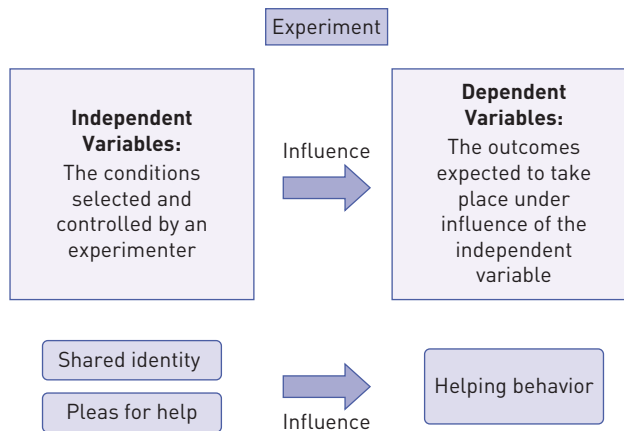 Experiment
Independent
Variables:
The conditions
selected and
controlled by an
experimenter
Influence
Dependent
Variables:
The outcomes
expected to take
place under
influence of the
independent
variable
Shared identity
Pleas for help
Influence
Helping behavior